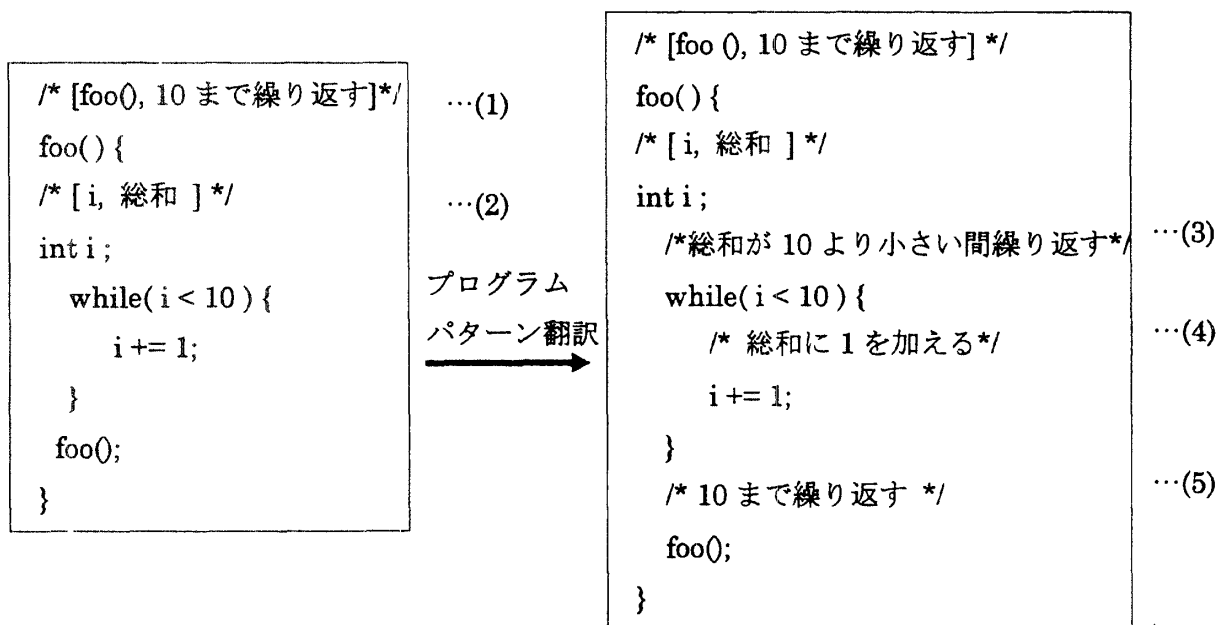 /* [foo(), 10 まで繰り返す]*/ …(1)
foo( ) {
/* [ i, 総和 ] */ …(2)
int i ;
while( i < 10 ) {
i += 1;
}
foo();
}
プログラム
パターン翻訳
/* [foo (), 10 まで繰り返す] */
foo( ) {
/* [ i, 総和 ] */
int i ;
/*総和が 10 より小さい間繰り返す*/ …(3)
while( i < 10 ) {
/* 総和に 1 を加える*/ …(4)
i += 1;
}
/* 10 まで繰り返す */ …(5)
foo();
}